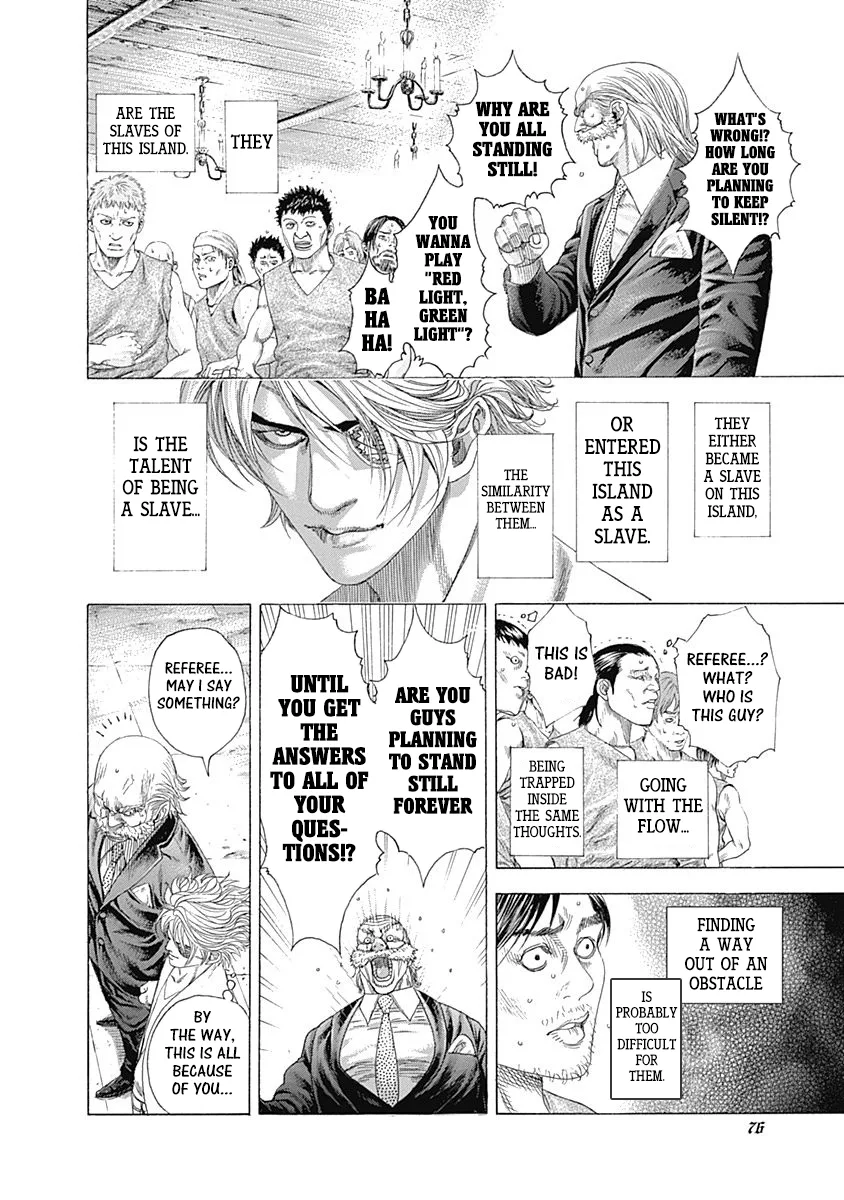 WHAT'S
WRONG!?
HOW LONG
ARE YOU
PLANNING
TO KEEP
SILENT!?
WHY ARE
YOU ALL
STANDING
STILL!
YOU
WANNA
PLAY
"RED
LIGHT,
GREEN
LIGHT"?
BA
HA
HA!
THEY
ARE THE
SLAVES OF
THIS ISLAND.
THEY
EITHER
BECAME
A SLAVE
ON THIS
ISLAND,
OR
ENTERED
THIS
ISLAND
AS A
SLAVE.
THE
SIMILARITY
BETWEEN
THEM...
IS THE
TALENT
OF BEING
A SLAVE...
REFEREE...?
WHAT?
WHO IS
THIS GUY?
THIS IS
BAD!
GOING
WITH THE
FLOW...
BEING
TRAPPED
INSIDE
THE SAME
THOUGHTS.
FINDING
A WAY
OUT OF AN
OBSTACLE
IS
PROBABLY
TOO
DIFFICULT
FOR
THEM.
ARE YOU
GUYS
PLANNING
TO STAND
STILL
FOREVER
UNTIL
YOU GET
THE
ANSWERS
TO ALL OF
YOUR
QUES-
TIONS!?
REFEREE...
MAY I SAY
SOMETHING?
BY
THE WAY,
THIS IS ALL
BECAUSE
OF YOU...
76